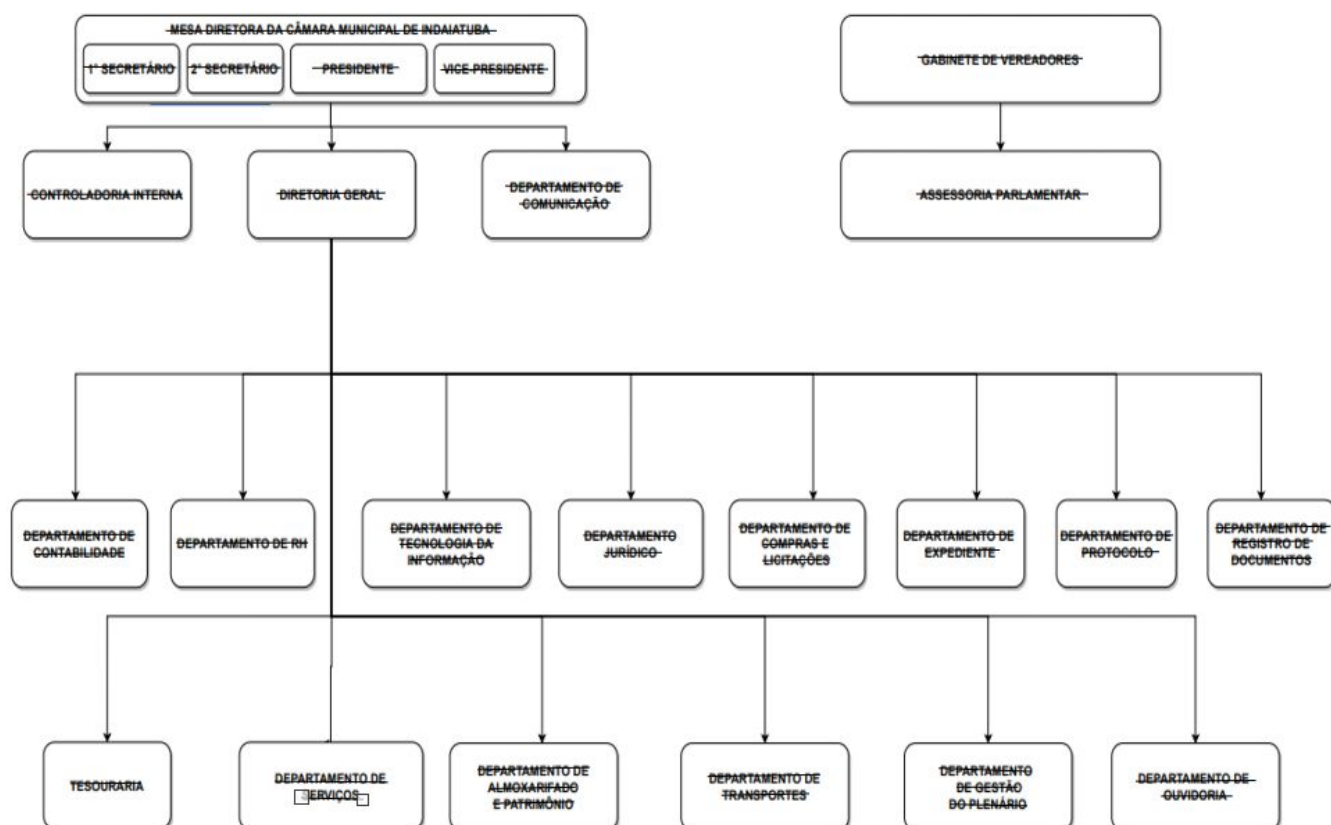 MESA DIRETORA DA CÂMARA MUNICIPAL DE INDAIATUBA
1° SECRETÁRIO
2° SECRETÁRIO
PRESIDENTE
VICE-PRESIDENTE
GABINETE DE VEREADORES
CONTROLADORIA INTERNA
DIRETORIA GERAL
DEPARTAMENTO DE
COMUNICAÇÃO
ASSESSORIA PARLAMENTAR
DEPARTAMENTO DE
CONTABILIDADE
DEPARTAMENTO DE RH
DEPARTAMENTO DE
TECNOLOGIA DA
INFORMAÇÃO
DEPARTAMENTO
JURÍDICO
DEPARTAMENTO DE
COMPRAS E
LICITAÇÕES
DEPARTAMENTO DE
EXPEDIENTE
DEPARTAMENTO DE
PROTOCOLO
DEPARTAMENTO DE
REGISTRO DE
DOCUMENTOS
TESOURARIA
DEPARTAMENTO DE
SERVIÇOS
DEPARTAMENTO DE
ALMOXARIFADO
E PATRIMÔNIO
DEPARTAMENTO DE
TRANSPORTES
DEPARTAMENTO
DE GESTÃO
DO PLENÁRIO
DEPARTAMENTO DE
OUVIDORIA